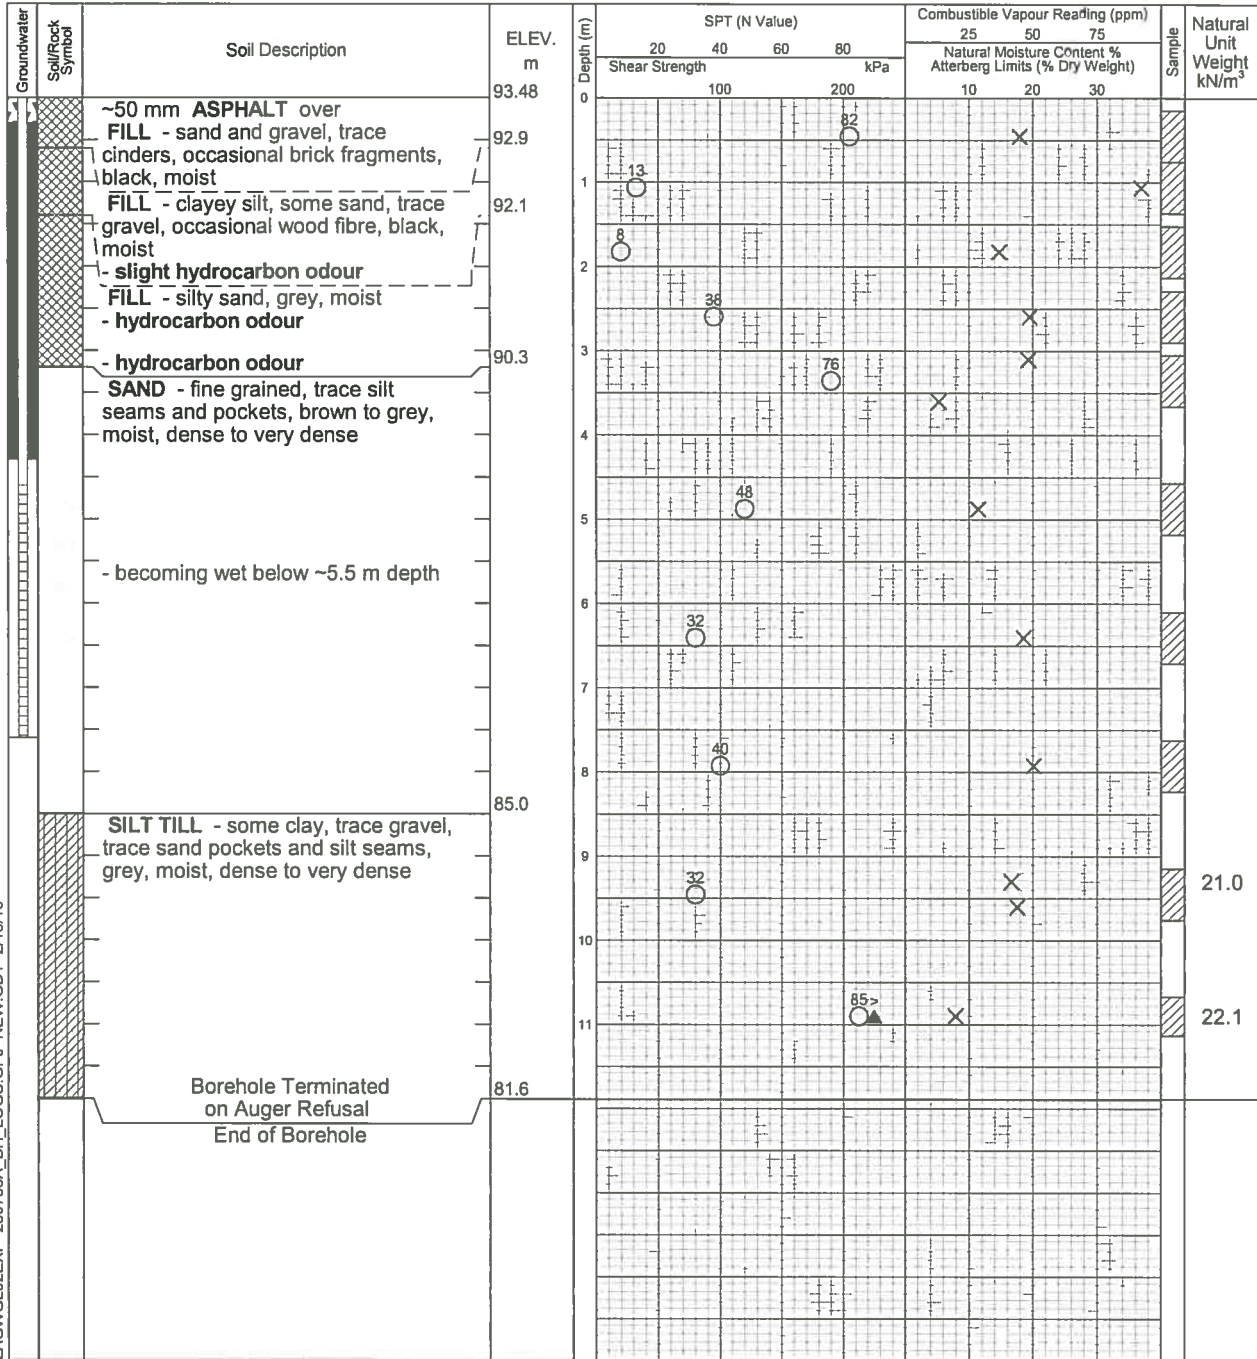 Groundwater
Soil/Rock
Symbol
Soil Description
ELEV.
m
Depth (m)
SPT (N Value)
20 40 60 80
Shear Strength kPa
100 200
Combustible Vapour Reading (ppm)
25 50 75
Natural Moisture Content %
Atterberg Limits (% Dry Weight)
10 20 30
Sample
Natural
Unit
Weight
kN/m³
93.48
0
~50 mm ASPHALT over
FILL - sand and gravel, trace
cinders, occasional brick fragments,
black, moist
92.9
82
FILL - clayey silt, some sand, trace
gravel, occasional wood fibre, black,
moist
- slight hydrocarbon odour
92.1
13
1
8
2
FILL - silty sand, grey, moist
- hydrocarbon odour
38
- hydrocarbon odour
90.3
3
76
SAND - fine grained, trace silt
seams and pockets, brown to grey,
moist, dense to very dense
4
48
5
- becoming wet below ~5.5 m depth
6
32
7
40
8
85.0
SILT TILL - some clay, trace gravel,
trace sand pockets and silt seams,
grey, moist, dense to very dense
9
32
21.0
10
85>
11
22.1
Borehole Terminated
on Auger Refusal
81.6
End of Borehole